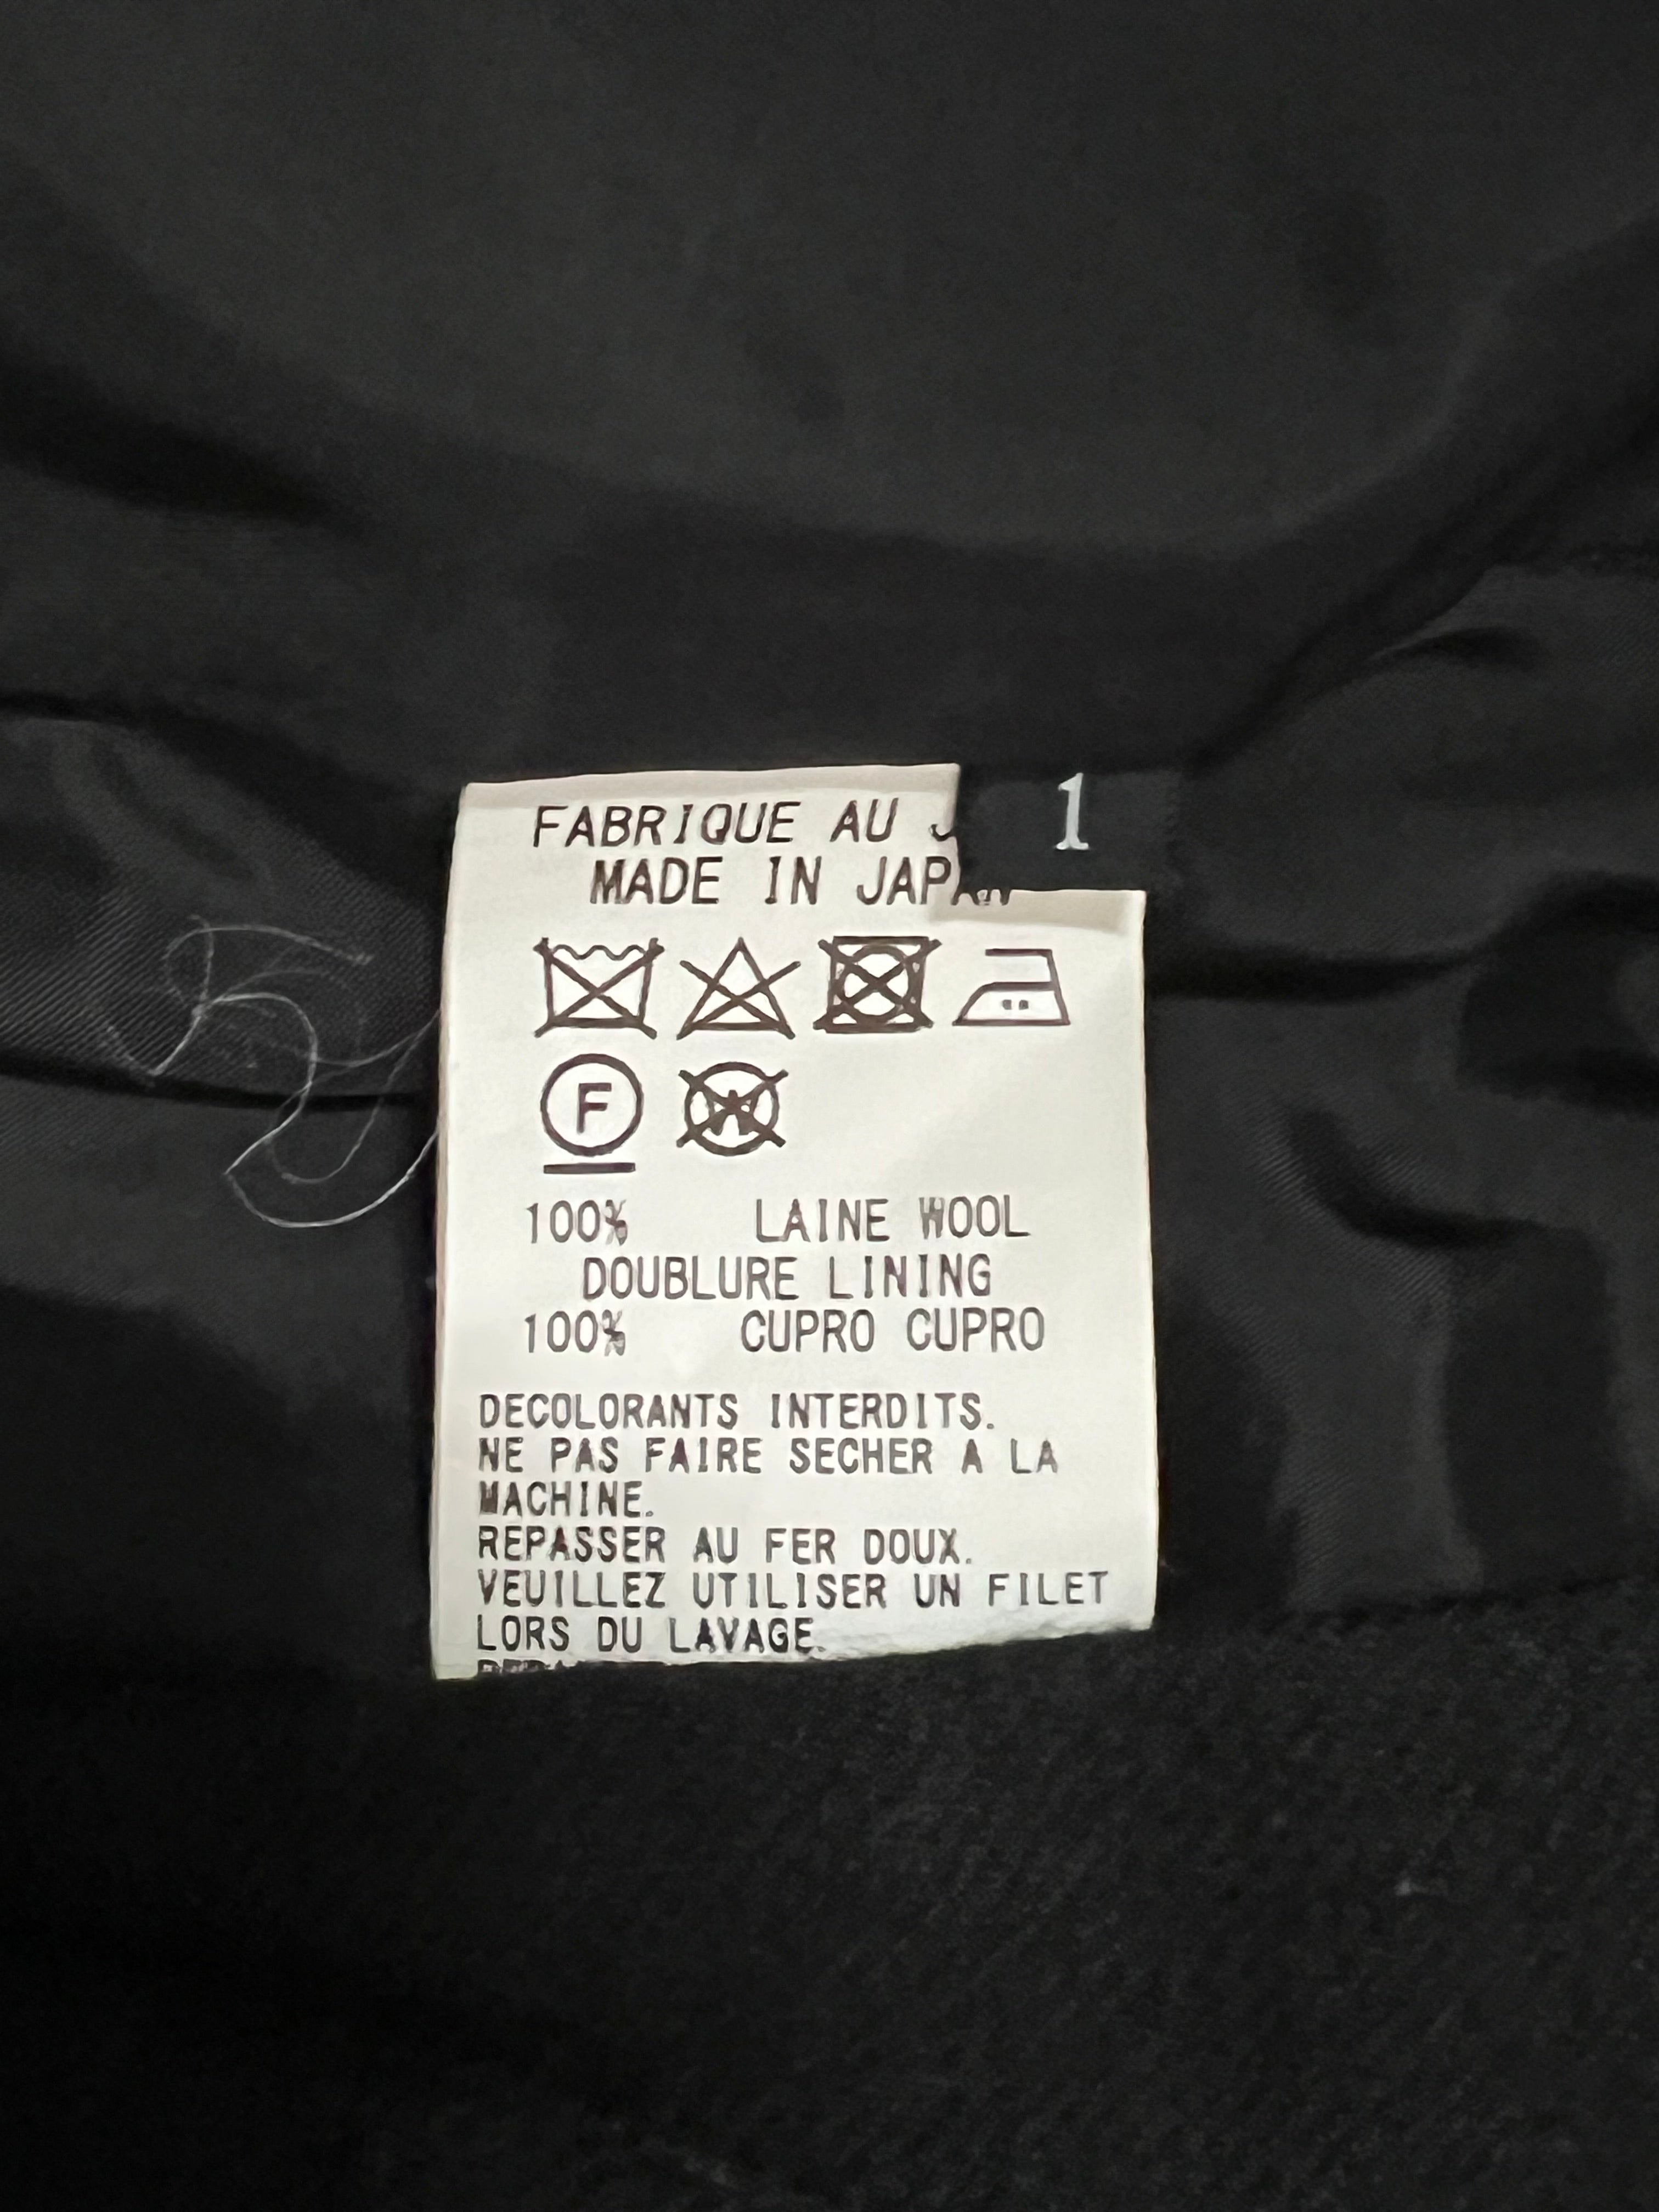 FABRIQUE AU
1
MADE IN JAPAN
F W
100% LAINE WOOL
DOUBLURE LINING
100% CUPRO CUPRO
DECOLORANTS INTERDITS.
NE PAS FAIRE SECHER A LA
MACHINE.
REPASSER AU FER DOUX.
VEUILLEZ UTILISER UN FILET
LORS DU LAVAGE.